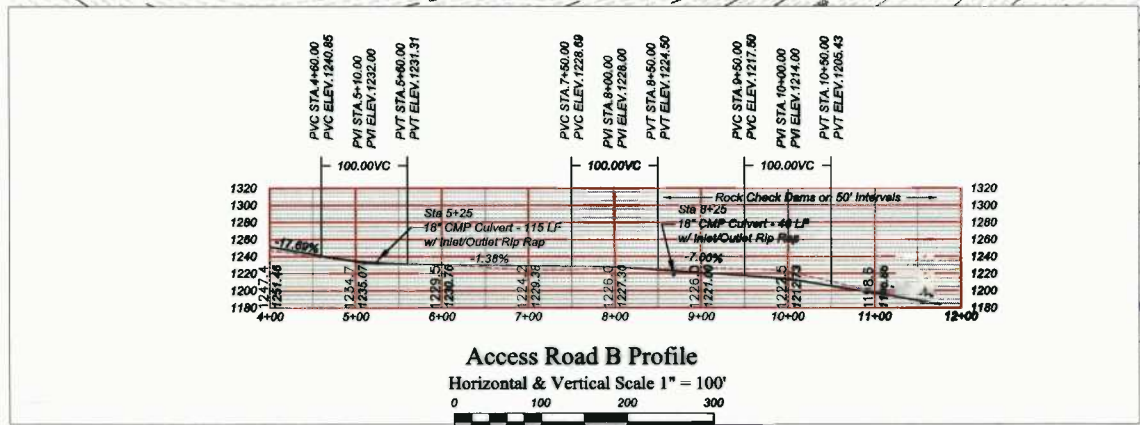 PVC STA.4+60.00
PVC ELEV.1240.85
PVI STA.5+10.00
PVI ELEV.1232.00
PVT STA.5+60.00
PVT ELEV.1231.31
PVC STA.7+50.00
PVC ELEV.1228.69
PVI STA.8+00.00
PVI ELEV.1228.00
PVT STA.8+50.00
PVT ELEV.1224.50
PVC STA.9+50.00
PVC ELEV.1217.50
PVI STA.10+00.00
PVI ELEV.1214.00
PVT STA.10+50.00
PVT ELEV.1205.43
100.00VC
100.00VC
100.00VC
1320 1320
1300 1300
1280 1280
1260 1260
1240 1240
1220 1220
1200 1200
1180 1180
Rock Check Dams on 50' Intervals
Sta 5+25
18" CMP Culvert - 115 LF
w/ Inlet/Outlet Rip Rap
Sta 8+25
18" CMP Culvert - 40 LF
w/ Inlet/Outlet Rip Rap
-17.69%
-1.38%
-7.00%
1247.4
1251.46
1234.7
1235.07
1229.5
1230.76
1224.2
1229.38
1226.0
1227.30
1226.0
1221.00
1222.5
1212.73
1198.6
4+00 5+00 6+00 7+00 8+00 9+00 10+00 11+00 12+00
Access Road B Profile
Horizontal & Vertical Scale 1" = 100'
0 100 200 300